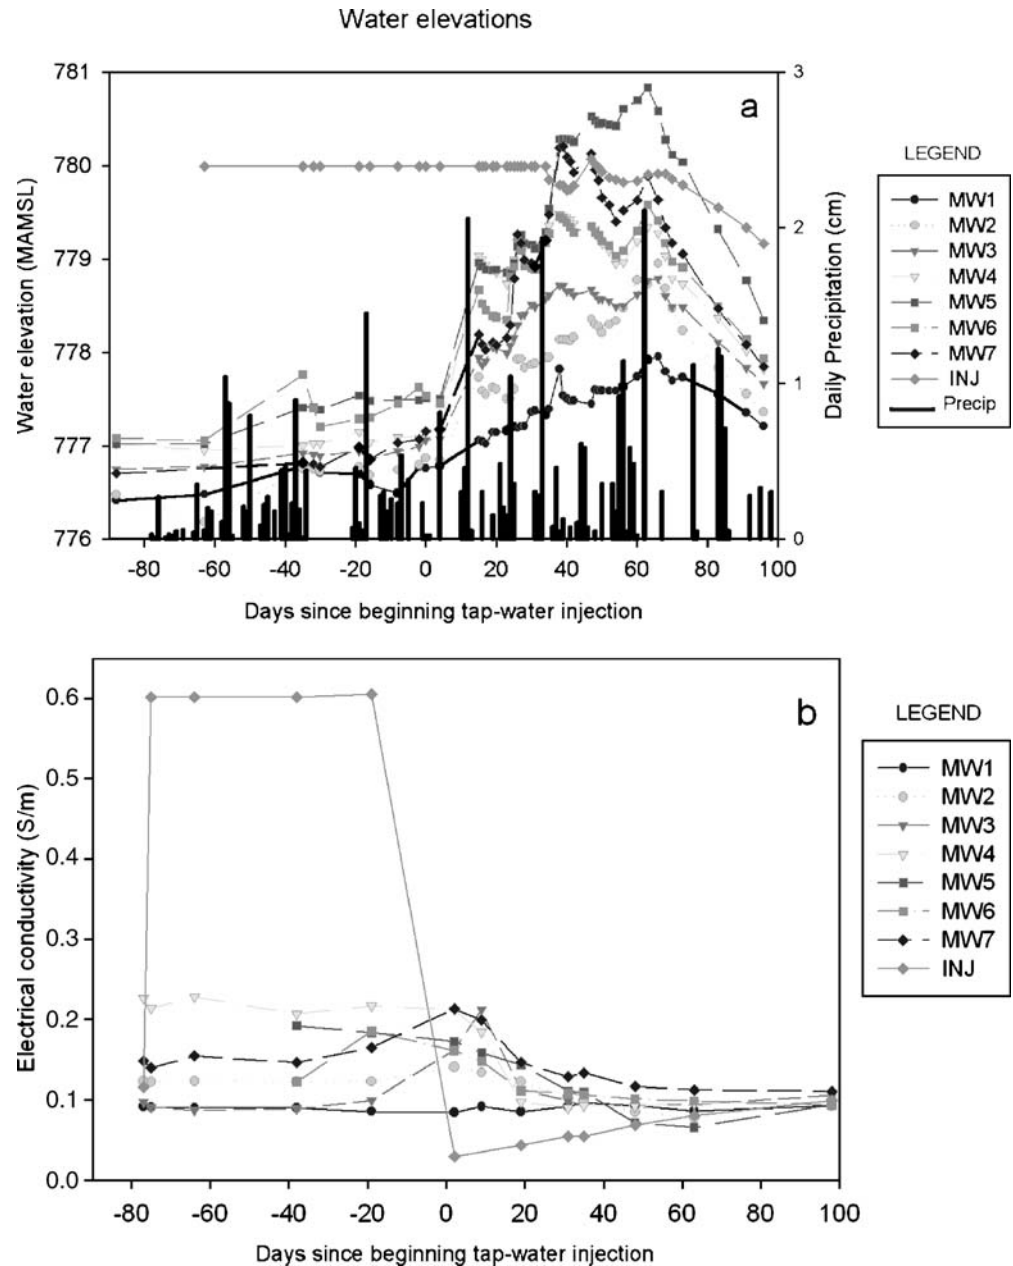 Water elevations
781
780
779
778
777
776
Water elevation (MAMSL)
3
2
1
0
Daily Precipitation (cm)
a
-80 -60 -40 -20 0 20 40 60 80 100
Days since beginning tap-water injection
LEGEND
MW1
MW2
MW3
MW4
MW5
MW6
MW7
INJ
Precip
b
0.6
0.5
0.4
0.3
0.2
0.1
0.0
Electrical conductivity (S/m)
-80 -60 -40 -20 0 20 40 60 80 100
Days since beginning tap-water injection
LEGEND
MW1
MW2
MW3
MW4
MW5
MW6
MW7
INJ